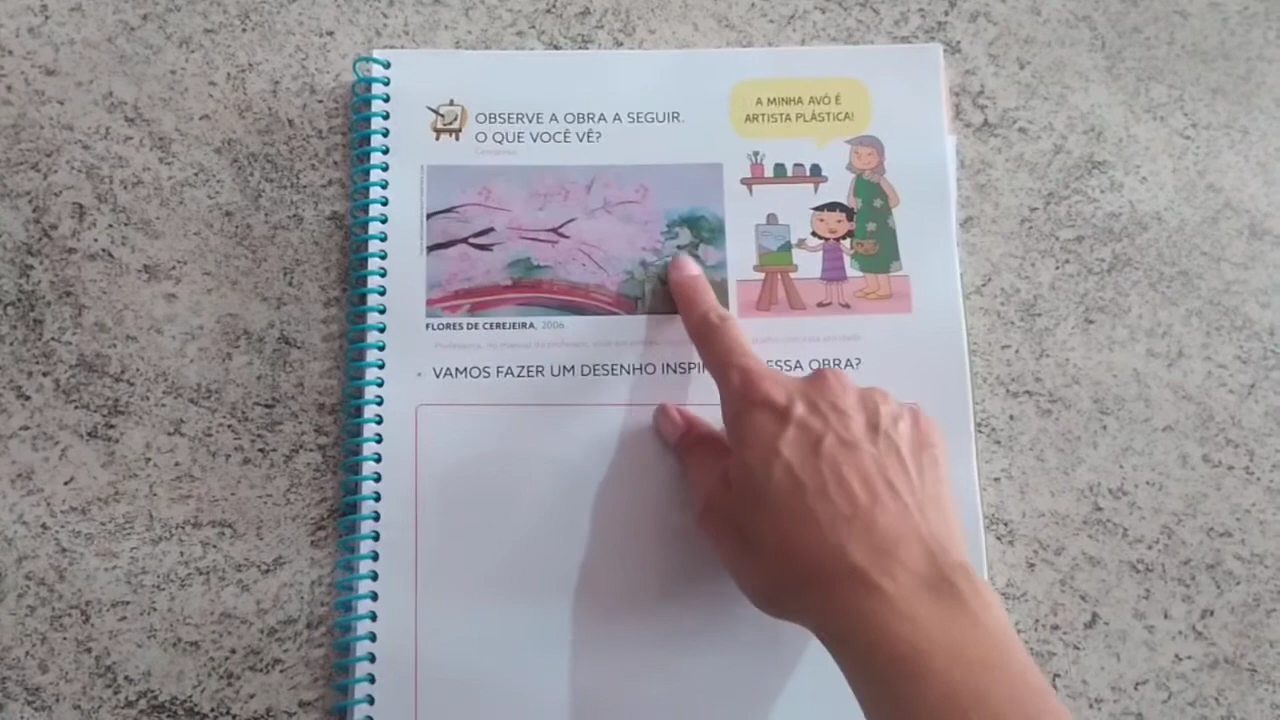 OBSERVE A OBRA A SEGUIR.
O QUE VOCÊ VÊ?
A MINHA AVÓ É
ARTISTA PLÁSTICA!
FLORES DE CEREJEIRA, 2006
VAMOS FAZER UM DESENHO INSPI ESSA OBRA?